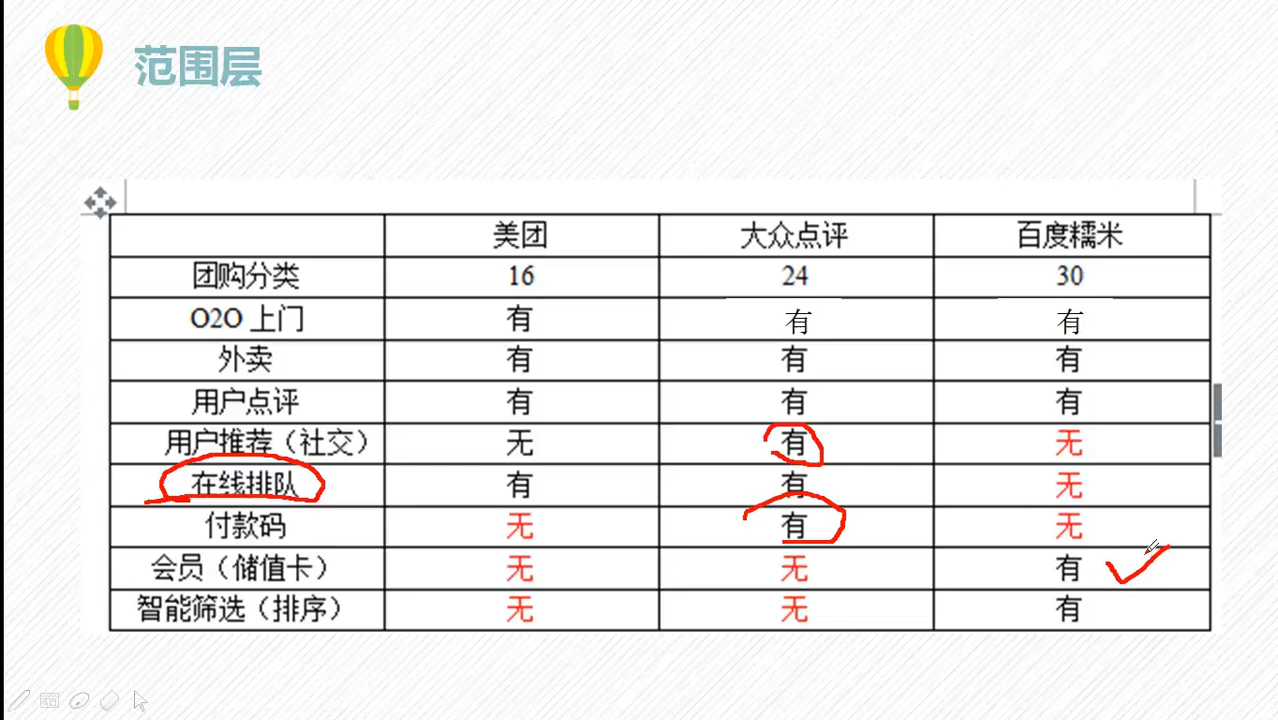 范围层
美团 大众点评 百度糯米
团购分类 16 24 30
O2O 上门 有 有 有
外卖 有 有 有
用户点评 有 有 有
用户推荐（社交） 无 有 无
在线排队 有 有 无
付款码 无 有 无
会员（储值卡） 无 无 有
智能筛选（排序） 无 无 有